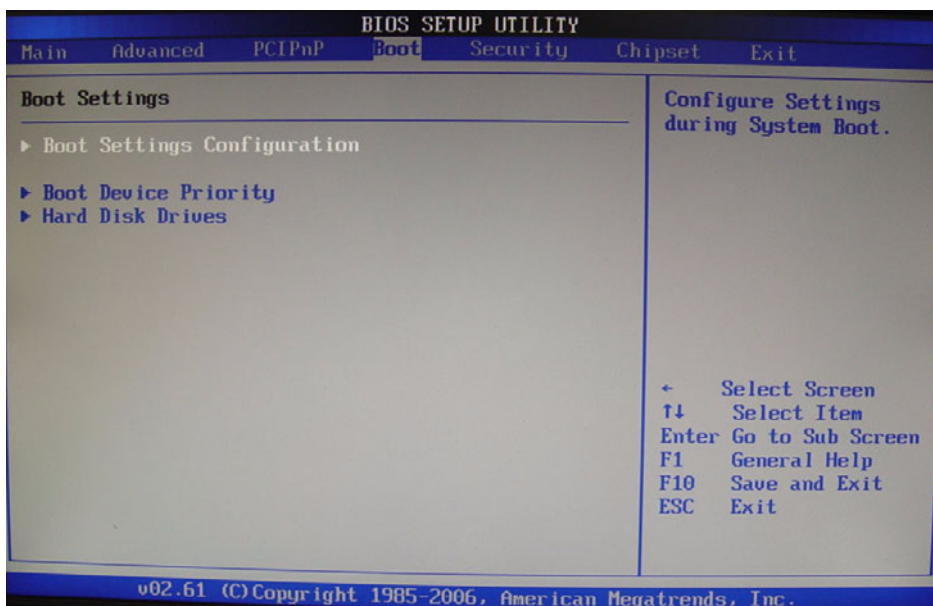 BIOS SETUP UTILITY
Main Advanced PCIPnP Boot Security Chipset Exit
Boot Settings
▶ Boot Settings Configuration
▶ Boot Device Priority
▶ Hard Disk Drives
Configure Settings
during System Boot.
← Select Screen
↑↓ Select Item
Enter Go to Sub Screen
F1 General Help
F10 Save and Exit
ESC Exit
v02.61 (C)Copyright 1985-2006, American Megatrends, Inc.